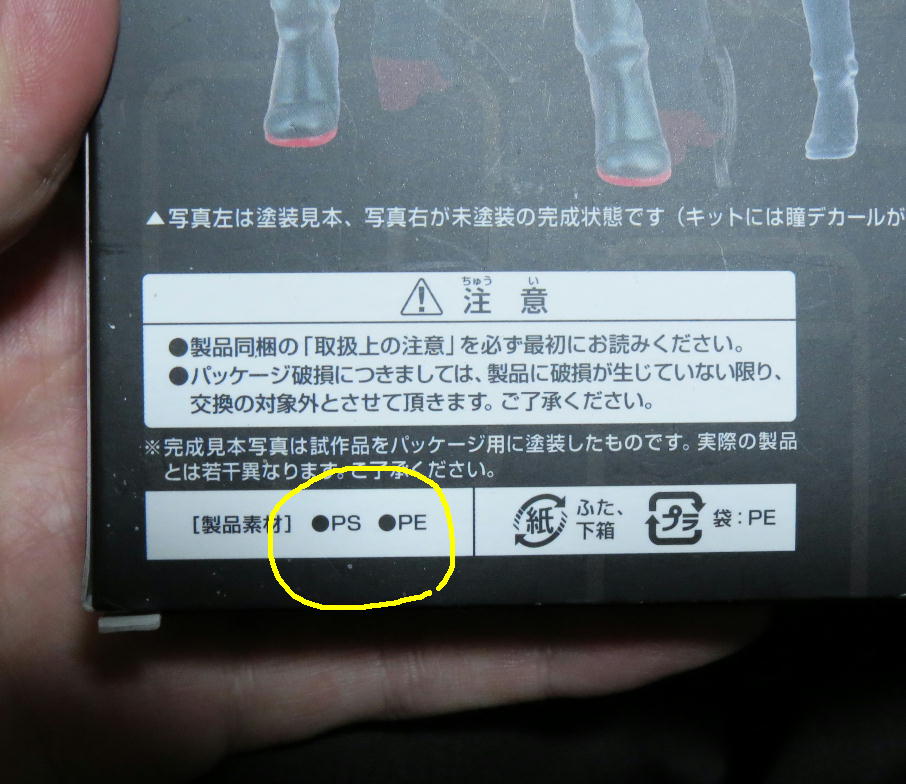 ▲写真左は塗装見本、写真右が未塗装の完成状態です(キットには瞳デカールが
ちゅう い
注意
●製品同梱の「取扱上の注意」を必ず最初にお読みください。
●パッケージ破損につきましては、製品に破損が生じていない限り、
交換の対象外とさせて頂きます。ご了承ください。
※完成見本写真は試作品をパッケージ用に塗装したものです。実際の製品
とは若干異なります。ご了承ください。
[製品素材] ●PS ●PE
紙 ふた、
下箱
プラ 袋:PE